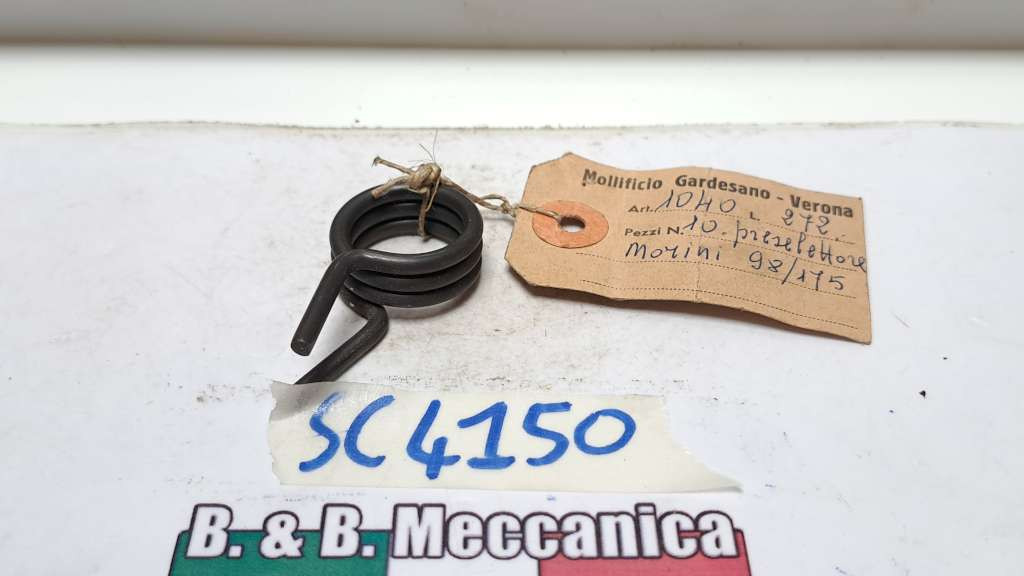 Mollificio Gardesano - Verona
Art. 1040 L 272
Pezzi N. 10. preselettore
Morini 98/175
SC4150
B. & B. Meccanica